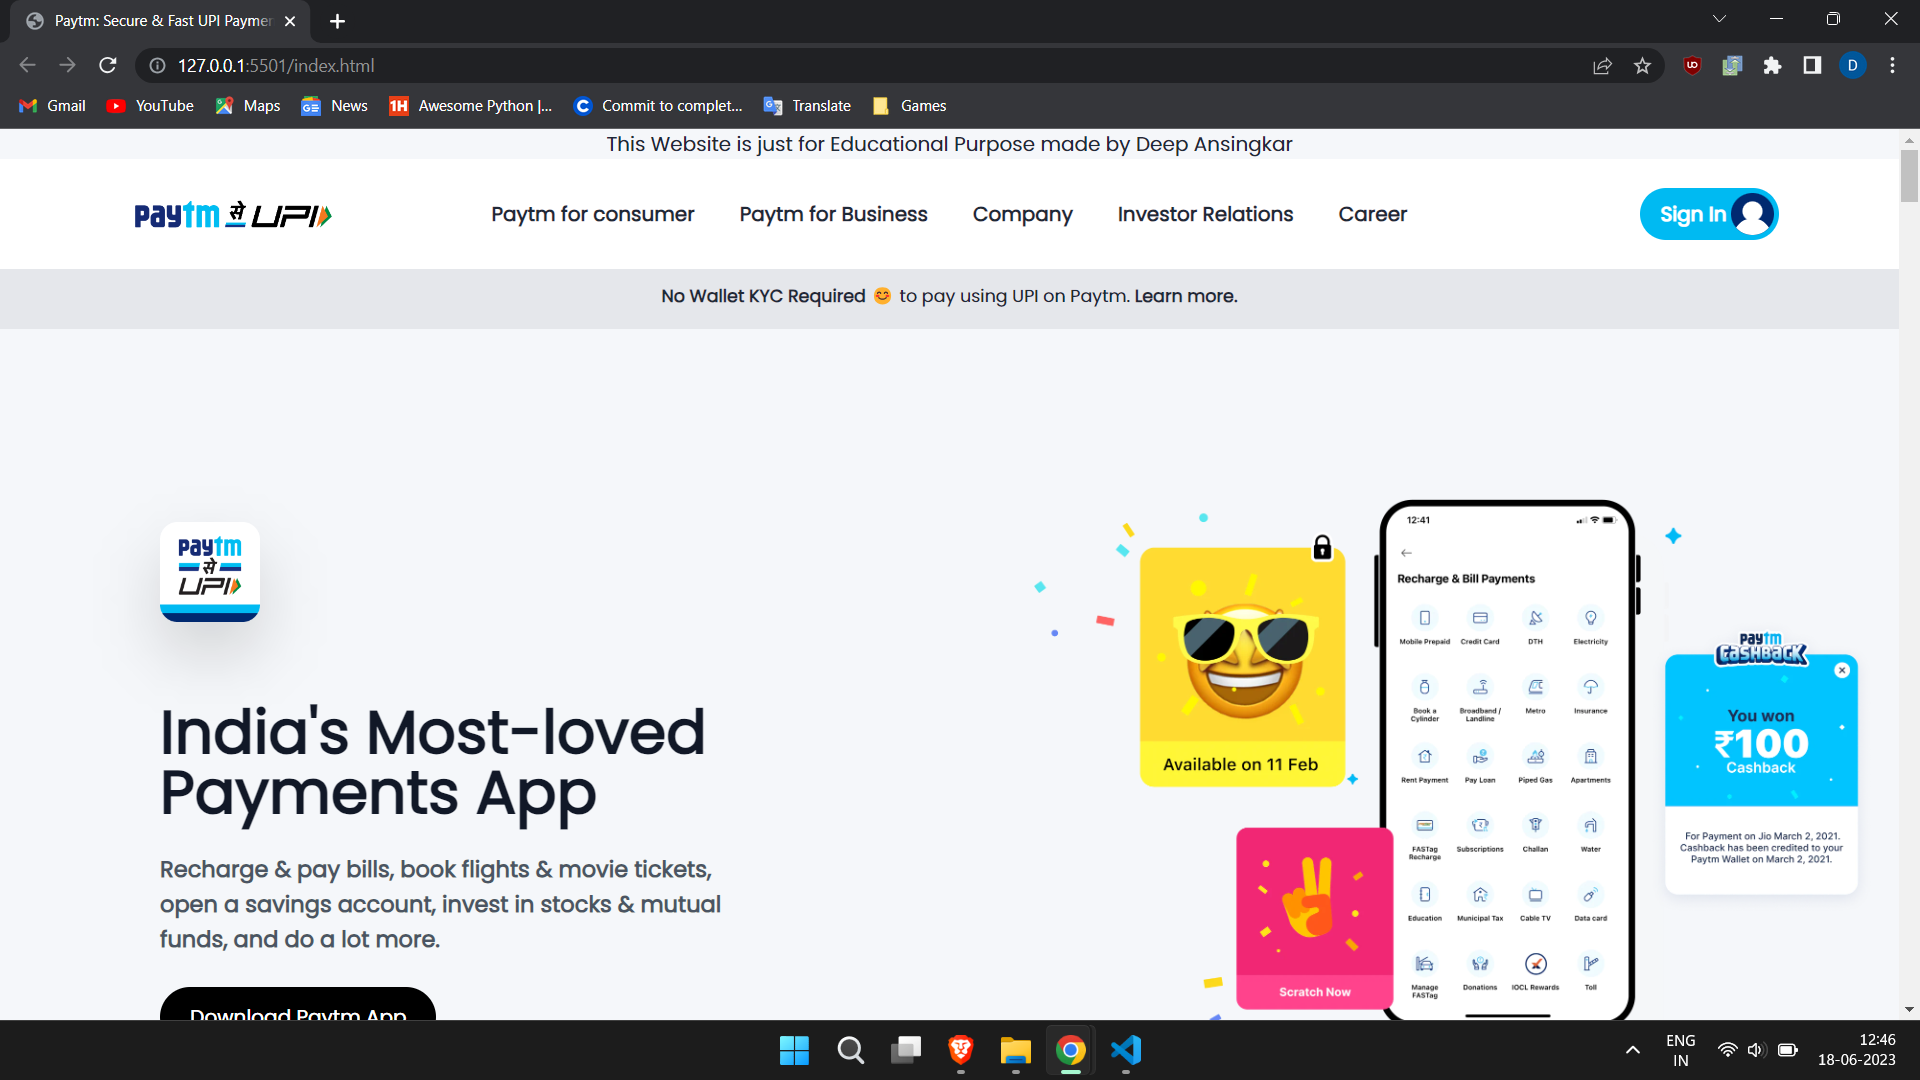 Paytm: Secure & Fast UPI Paymen
127.0.0.1:5501/index.html
D
Gmail YouTube Maps News Awesome Python |... Commit to complet... Translate Games
This Website is just for Educational Purpose made by Deep Ansingkar
paytm से UPI
Paytm for consumer Paytm for Business Company Investor Relations Career
Sign In
No Wallet KYC Required 😊 to pay using UPI on Paytm. Learn more.
paytm
से
UPI
India's Most-loved
Payments App
Recharge & pay bills, book flights & movie tickets,
open a savings account, invest in stocks & mutual
funds, and do a lot more.
Download Paytm App
Available on 11 Feb
Scratch Now
12:41
Recharge & Bill Payments
Mobile Prepaid Credit Card DTH Electricity
Book a Cylinder Broadband / Landline Metro Insurance
Rent Payment Pay Loan Piped Gas Apartments
FASTag Recharge Subscriptions Challan Water
Education Municipal Tax Cable TV Data card
Manage FASTag Donations IOCL Rewards Toll
paytm
CASHBACK
You won
₹100
Cashback
For Payment on Jio March 2, 2021.
Cashback has been credited to your
Paytm Wallet on March 2, 2021.
ENG
IN
12:46
18-06-2023